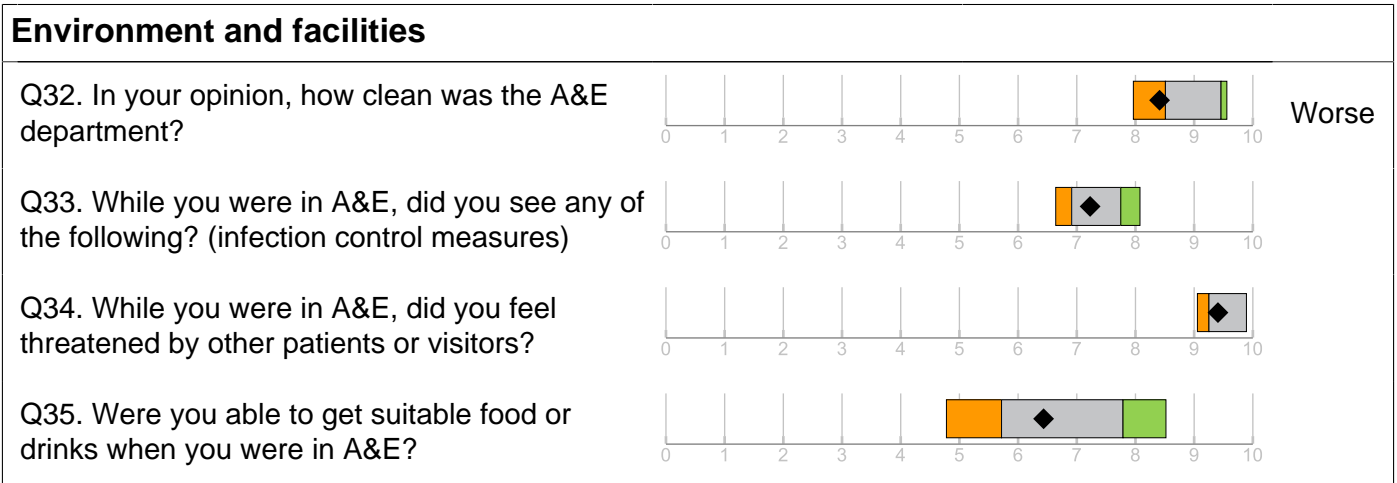 Environment and facilities
Q32. In your opinion, how clean was the A&E
department?
0 1 2 3 4 5 6 7 8 9 10
Worse
Q33. While you were in A&E, did you see any of
the following? (infection control measures)
0 1 2 3 4 5 6 7 8 9 10
Q34. While you were in A&E, did you feel
threatened by other patients or visitors?
0 1 2 3 4 5 6 7 8 9 10
Q35. Were you able to get suitable food or
drinks when you were in A&E?
0 1 2 3 4 5 6 7 8 9 10